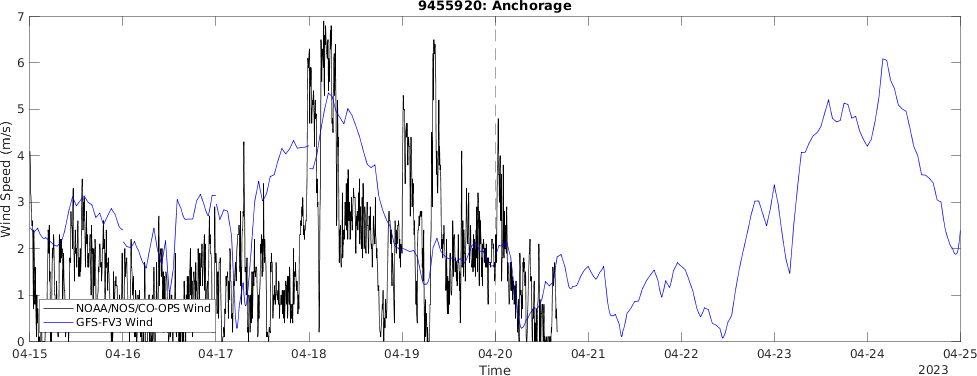 9455920: Anchorage
7
6
5
4
3
2
1
0
Wind Speed (m/s)
NOAA/NOS/CO-OPS Wind
GFS-FV3 Wind
04-15 04-16 04-17 04-18 04-19 04-20 04-21 04-22 04-23 04-24 04-25
Time
2023